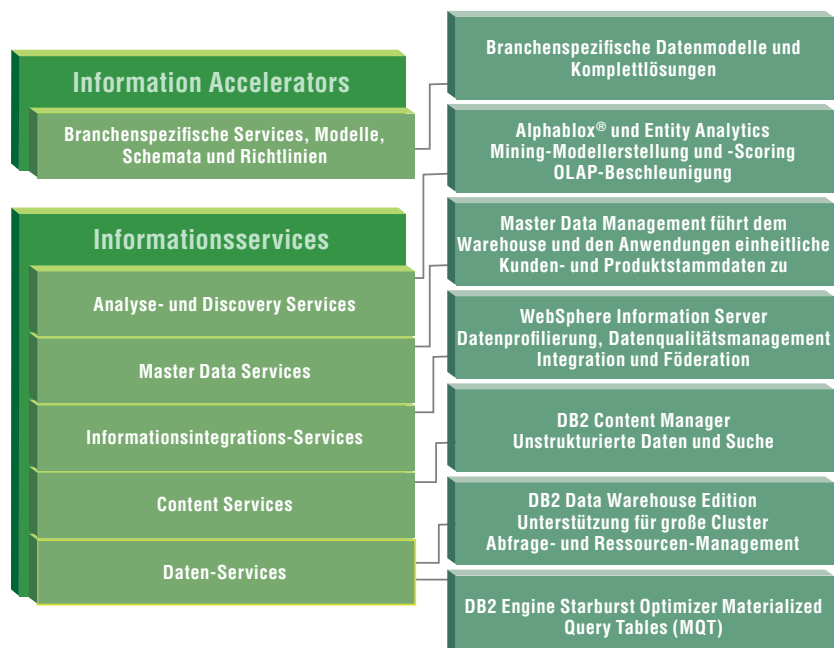 Information Accelerators
Branchenspezifische Services, Modelle,
Schemata und Richtlinien
Informationsservices
Analyse- und Discovery Services
Master Data Services
Informationsintegrations-Services
Content Services
Daten-Services
Branchenspezifische Datenmodelle und
Komplettlösungen
Alphablox® und Entity Analytics
Mining-Modellerstellung und -Scoring
OLAP-Beschleunigung
Master Data Management führt dem
Warehouse und den Anwendungen einheitliche
Kunden- und Produktstammdaten zu
WebSphere Information Server
Datenprofilierung, Datenqualitätsmanagement
Integration und Föderation
DB2 Content Manager
Unstrukturierte Daten und Suche
DB2 Data Warehouse Edition
Unterstützung für große Cluster
Abfrage- und Ressourcen-Management
DB2 Engine Starburst Optimizer Materialized
Query Tables (MQT)